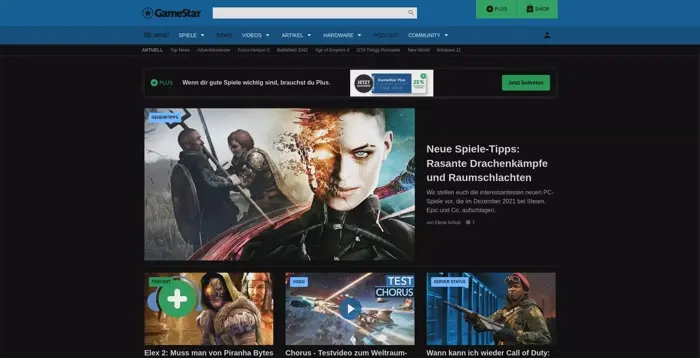 GameStar
PLUS
SHOP
MENÜ
SPIELE
NEWS
VIDEOS
ARTIKEL
HARDWARE
PODCAST
COMMUNITY
AKTUELL Top News Adventskalender Forza Horizon 5 Battlefield 2042 Age of Empires 4 GTA Trilogy Remaster New World Windows 11
PLUS
Wenn dir gute Spiele wichtig sind, brauchst du Plus.
JETZT
GameStar Plus
25%
Jetzt beitreten
GEHEIMTIPPS
Neue Spiele-Tipps:
Rasante Drachenkämpfe
und Raumschlachten
Wir stellen euch die interessantesten neuen PC-
Spiele vor, die im Dezember 2021 bei Steam,
Epic und Co. aufschlagen.
von Elena Schulz 7
PODCAST
VIDEO
TEST
CHORUS
SERVER STATUS
Elex 2: Muss man von Piranha Bytes
Chorus - Testvideo zum Weltraum-
Wann kann ich wieder Call of Duty: